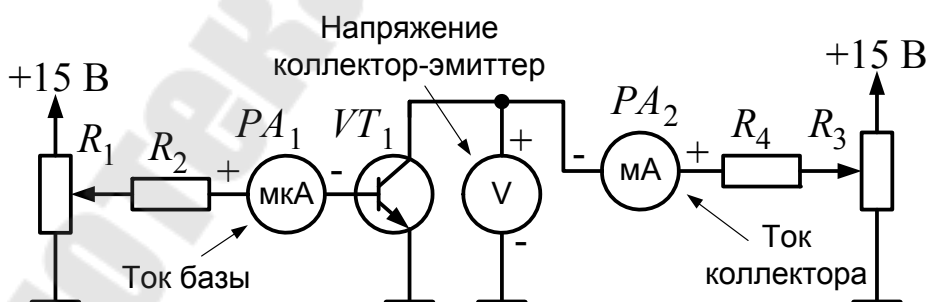 Напряжение
коллектор-эмиттер
+15 В
+15 В
R1
R2
+
PA1
-
VT1
+
PA2
-
+
R4
R3
мкА
V
мА
-
Ток базы
Ток
коллектора